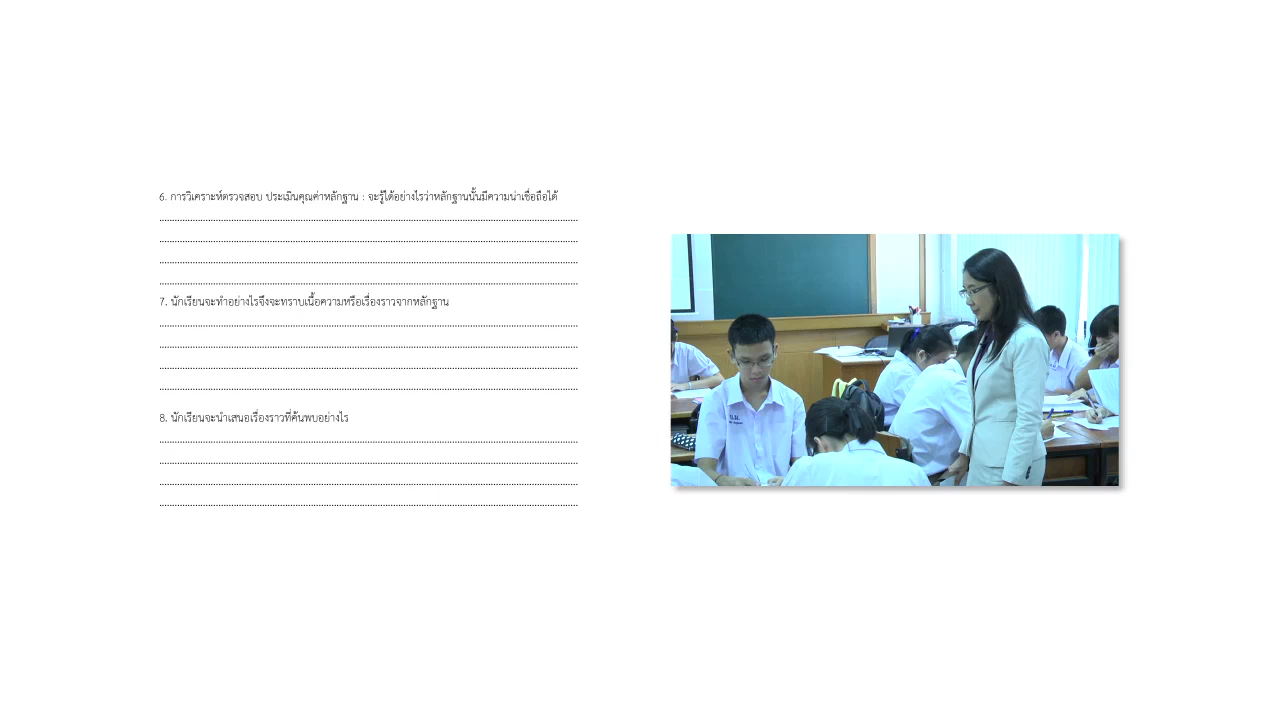 6. การวิเคราะห์ตรวจสอบ ประเมินคุณค่าหลักฐาน : จะรู้ได้อย่างไรว่าหลักฐานนั้นมีความน่าเชื่อถือได้
7. นักเรียนจะทำอย่างไรจึงจะทราบเนื้อความหรือเรื่องราวจากหลักฐาน
8. นักเรียนจะนำเสนอเรื่องราวที่ค้นพบอย่างไร